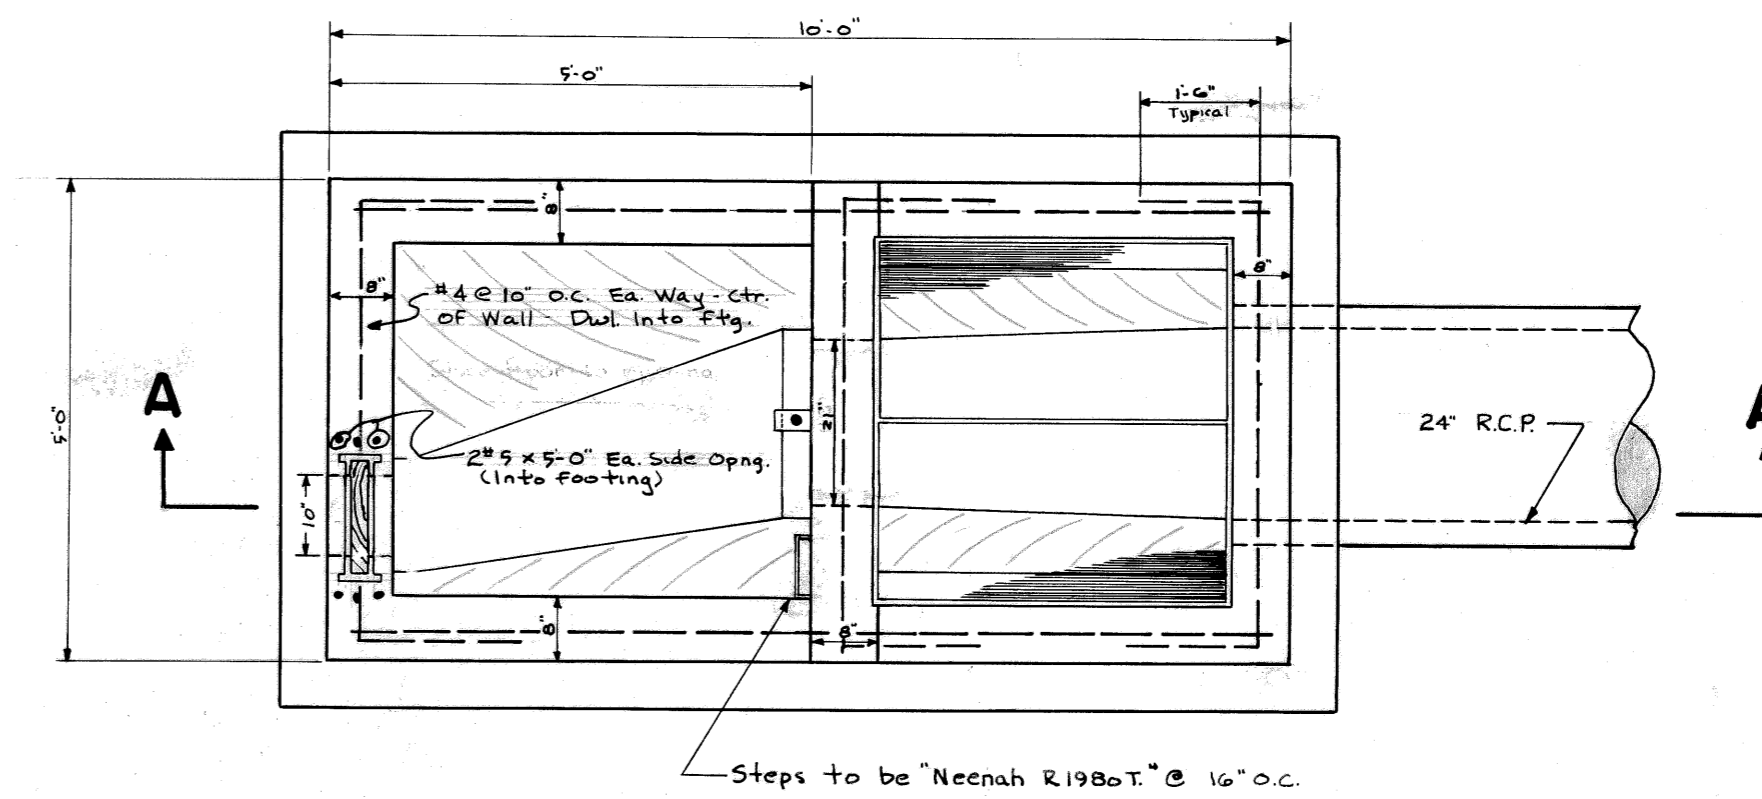 10'-0"
5'-0"
1'-6"
Typical
8"
8"
8"
#4 @ 10" O.C. Ea. Way - Ctr.
of Wall - Dwl. Into Ftg.
A
A
5'-0"
21"
24" R.C.P.
2 #5 x 5'-0" Ea. Side Opng.
(Into Footing)
10"
8"
8"
Steps to be "Neenah R1980T." @ 16" O.C.